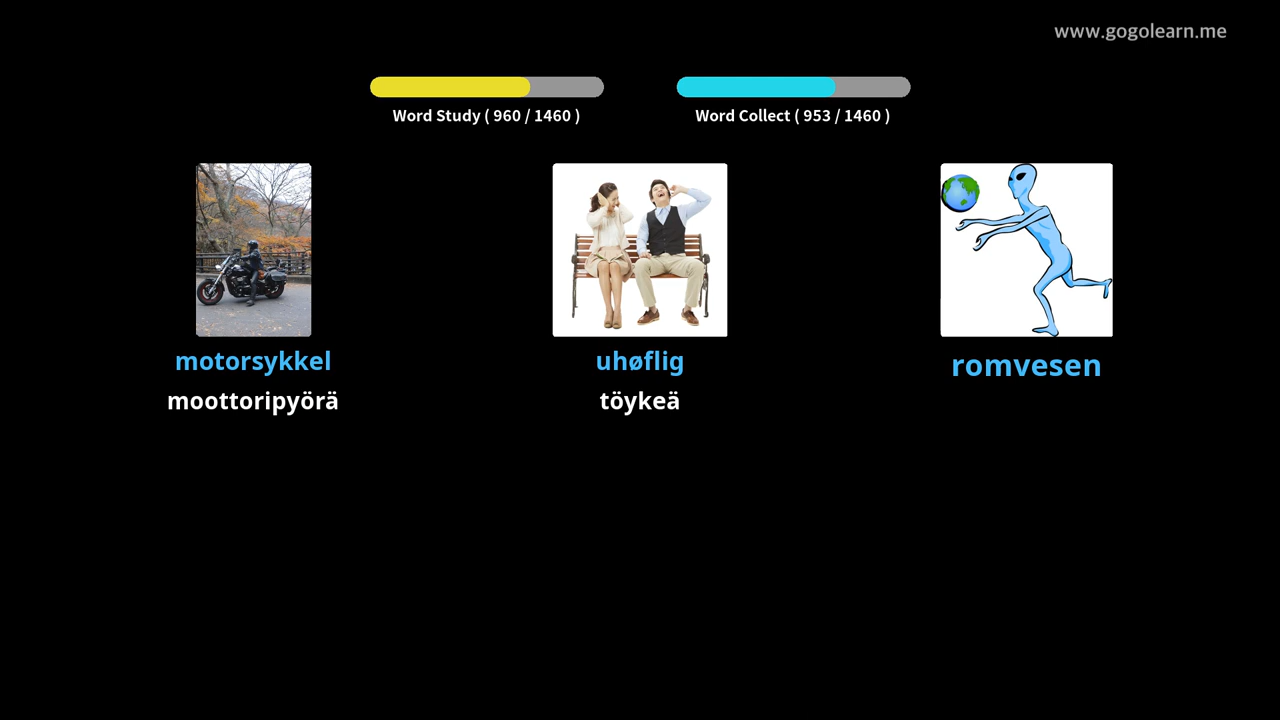 www.gogolearn.me
Word Study ( 960 / 1460 )
Word Collect ( 953 / 1460 )
motorsykkel
moottoripyörä
uhøflig
töykeä
romvesen